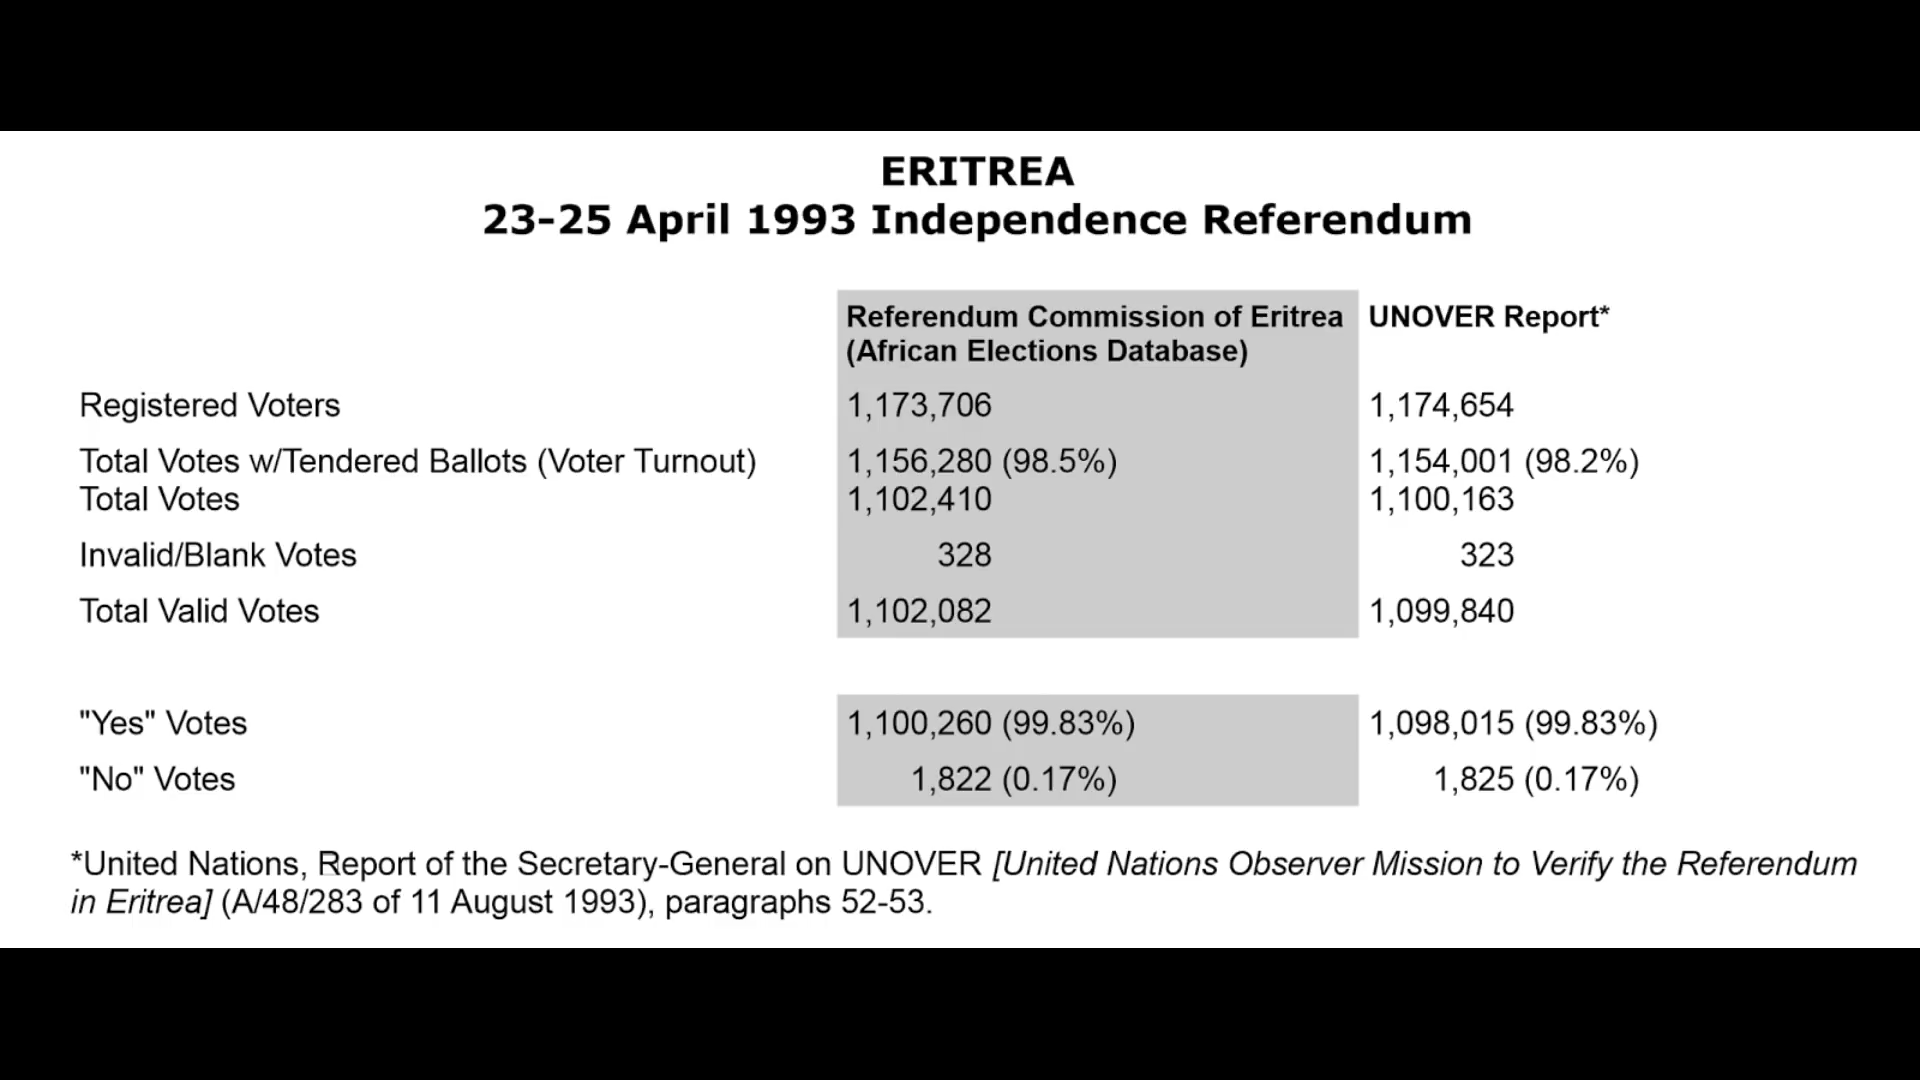 ERITREA
23-25 April 1993 Independence Referendum
Referendum Commission of Eritrea UNOVER Report*
(African Elections Database)
Registered Voters 1,173,706 1,174,654
Total Votes w/Tendered Ballots (Voter Turnout) 1,156,280 (98.5%) 1,154,001 (98.2%)
Total Votes 1,102,410 1,100,163
Invalid/Blank Votes 328 323
Total Valid Votes 1,102,082 1,099,840
"Yes" Votes 1,100,260 (99.83%) 1,098,015 (99.83%)
"No" Votes 1,822 (0.17%) 1,825 (0.17%)
*United Nations, Report of the Secretary-General on UNOVER [United Nations Observer Mission to Verify the Referendum
in Eritrea] (A/48/283 of 11 August 1993), paragraphs 52-53.